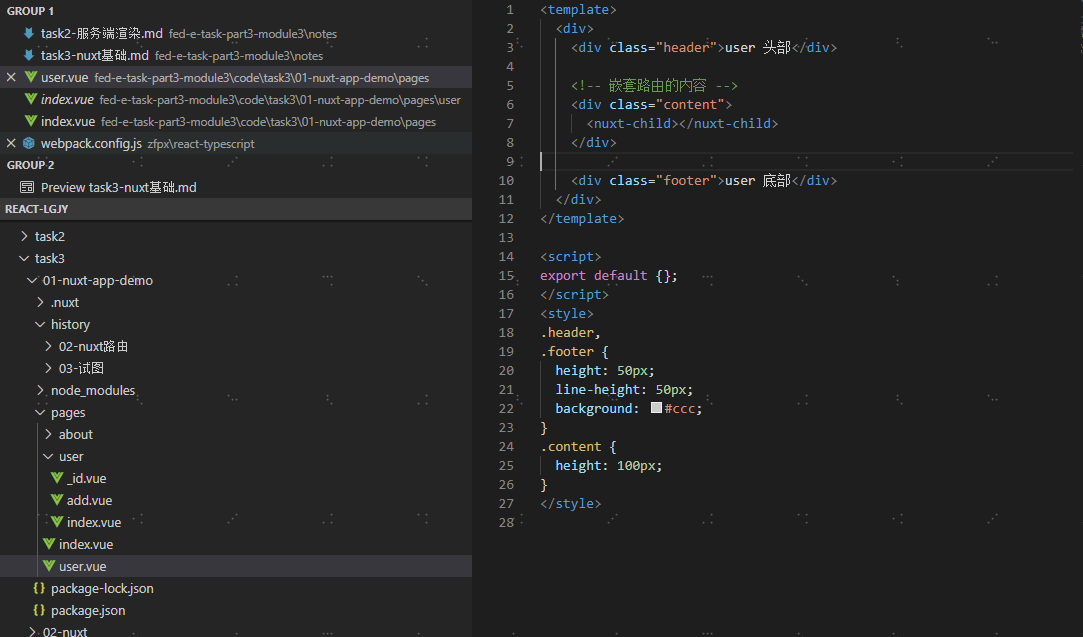 GROUP 1
task2-服务端渲染.md fed-e-task-part3-module3\notes
task3-nuxt基础.md fed-e-task-part3-module3\notes
user.vue fed-e-task-part3-module3\code\task3\01-nuxt-app-demo\pages
index.vue fed-e-task-part3-module3\code\task3\01-nuxt-app-demo\pages\user
index.vue fed-e-task-part3-module3\code\task3\01-nuxt-app-demo\pages
webpack.config.js zfpx\react-typescript
GROUP 2
Preview task3-nuxt基础.md
REACT-LGJY
task2
task3
01-nuxt-app-demo
.nuxt
history
02-nuxt路由
03-试图
node_modules
pages
about
user
_id.vue
add.vue
index.vue
index.vue
user.vue
{} package-lock.json
{} package.json
02-nuxt
1 <template>
2 <div>
3 <div class="header">user 头部</div>
4
5 <!-- 嵌套路由的内容 -->
6 <div class="content">
7 <nuxt-child></nuxt-child>
8 </div>
9
10 <div class="footer">user 底部</div>
11 </div>
12 </template>
13
14 <script>
15 export default {};
16 </script>
17 <style>
18 .header,
19 .footer {
20 height: 50px;
21 line-height: 50px;
22 background: #ccc;
23 }
24 .content {
25 height: 100px;
26 }
27 </style>
28